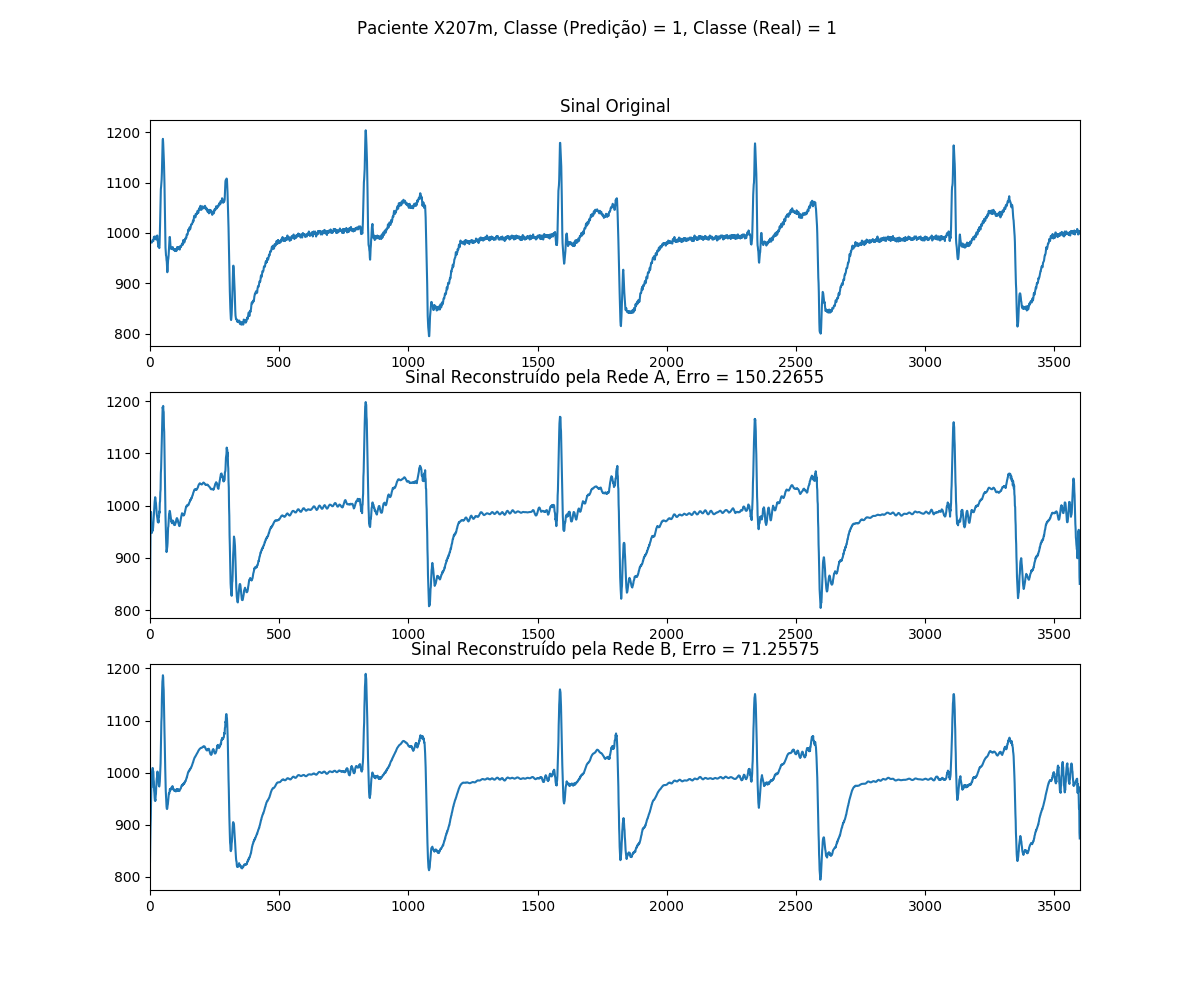 Paciente X207m, Classe (Predição) = 1, Classe (Real) = 1
Sinal Original
1200
1100
1000
900
800
0 500 1000 1500 2000 2500 3000 3500
Sinal Reconstruído pela Rede A, Erro = 150.22655
1200
1100
1000
900
800
0 500 1000 1500 2000 2500 3000 3500
Sinal Reconstruído pela Rede B, Erro = 71.25575
1200
1100
1000
900
800
0 500 1000 1500 2000 2500 3000 3500